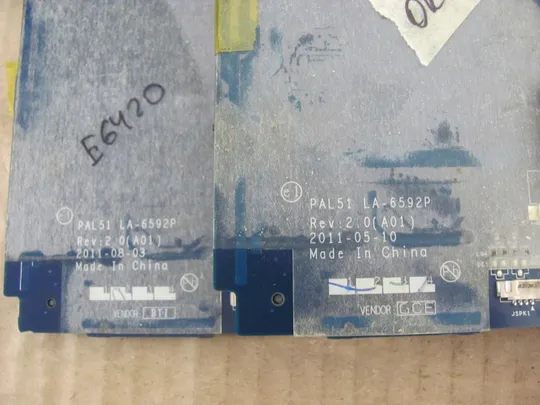 E6420
PAL51 LA-6592P
Rev:2.0(A01)
2011-08-03
Made In China
VENDOR
e1
PAL51 LA-6592P
Rev:2.0(A01)
2011-05-10
Made In China
VENDOR GCE
JSPK1